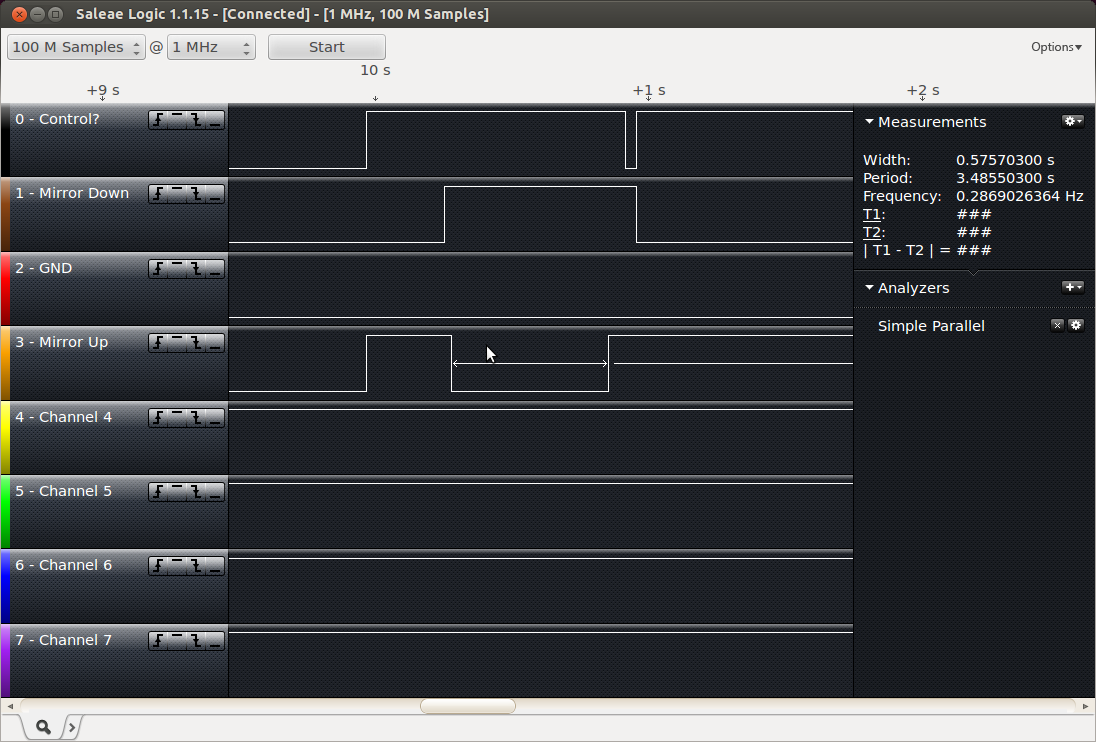 Saleae Logic 1.1.15 - [Connected] - [1 MHz, 100 M Samples]
100 M Samples @ 1 MHz Start Options
10 s
+9 s +1 s +2 s
0 - Control?
1 - Mirror Down
2 - GND
3 - Mirror Up
4 - Channel 4
5 - Channel 5
6 - Channel 6
7 - Channel 7
Measurements
Width: 0.57570300 s
Period: 3.48550300 s
Frequency: 0.2869026364 Hz
T1: ###
T2: ###
| T1 - T2 | = ###
Analyzers
Simple Parallel